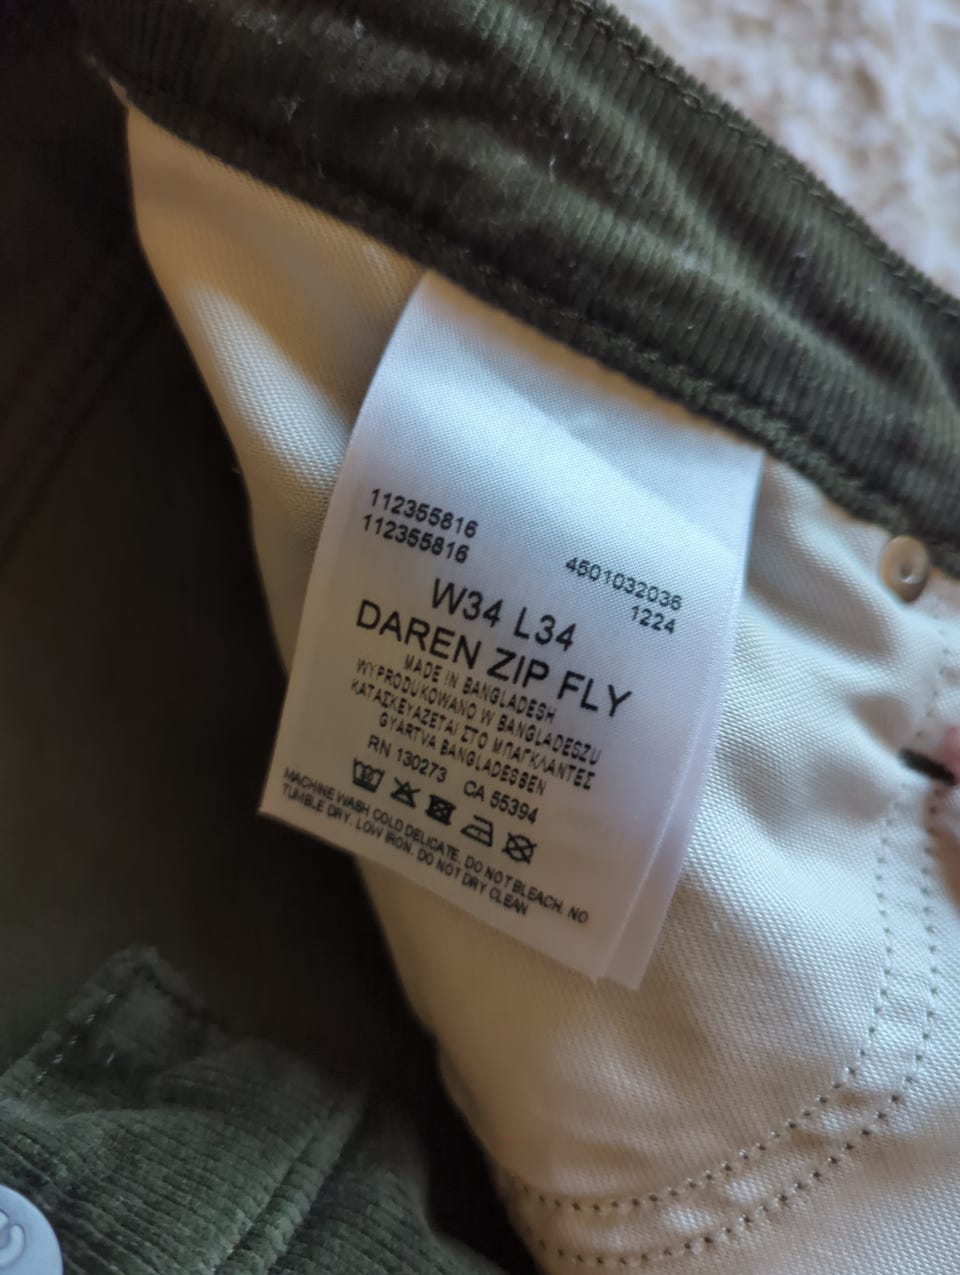 112355816
112355816
4501032036
1224
W34 L34
DAREN ZIP FLY
MADE IN BANGLADESH
WYPRODUKOWANO W BANGLADESZU
ΚΑΤΑΣΚΕΥΑΖΕΤΑΙ ΣΤΟ ΜΠΑΓΚΛΑΝΤΕΣ
GYÁRTVA BANGLADESBEN
RN 130273 CA 55394
MACHINE WASH COLD DELICATE. DO NOT BLEACH. NO
TUMBLE DRY. LOW IRON. DO NOT DRY CLEAN